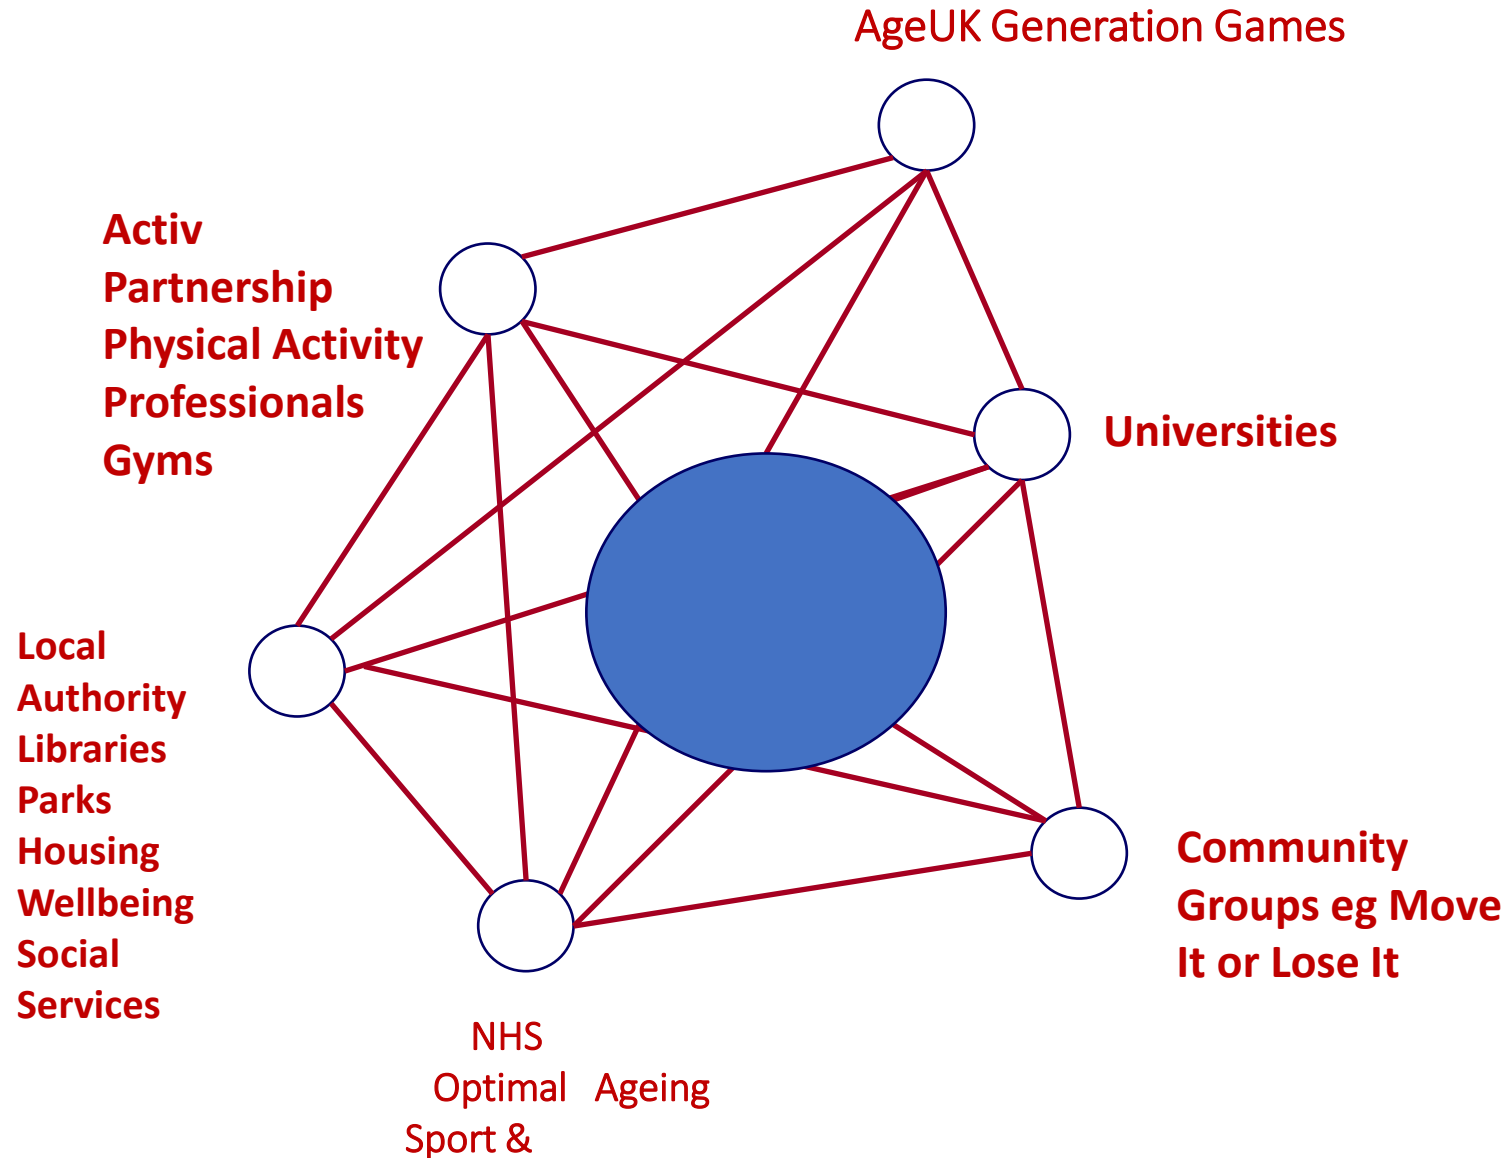 AgeUK Generation Games
Activ
Partnership
Physical Activity
Professionals
Gyms
Universities
Local
Authority
Libraries
Parks
Housing
Wellbeing
Social
Services
Community
Groups eg Move
It or Lose It
NHS
Optimal Ageing
Sport &